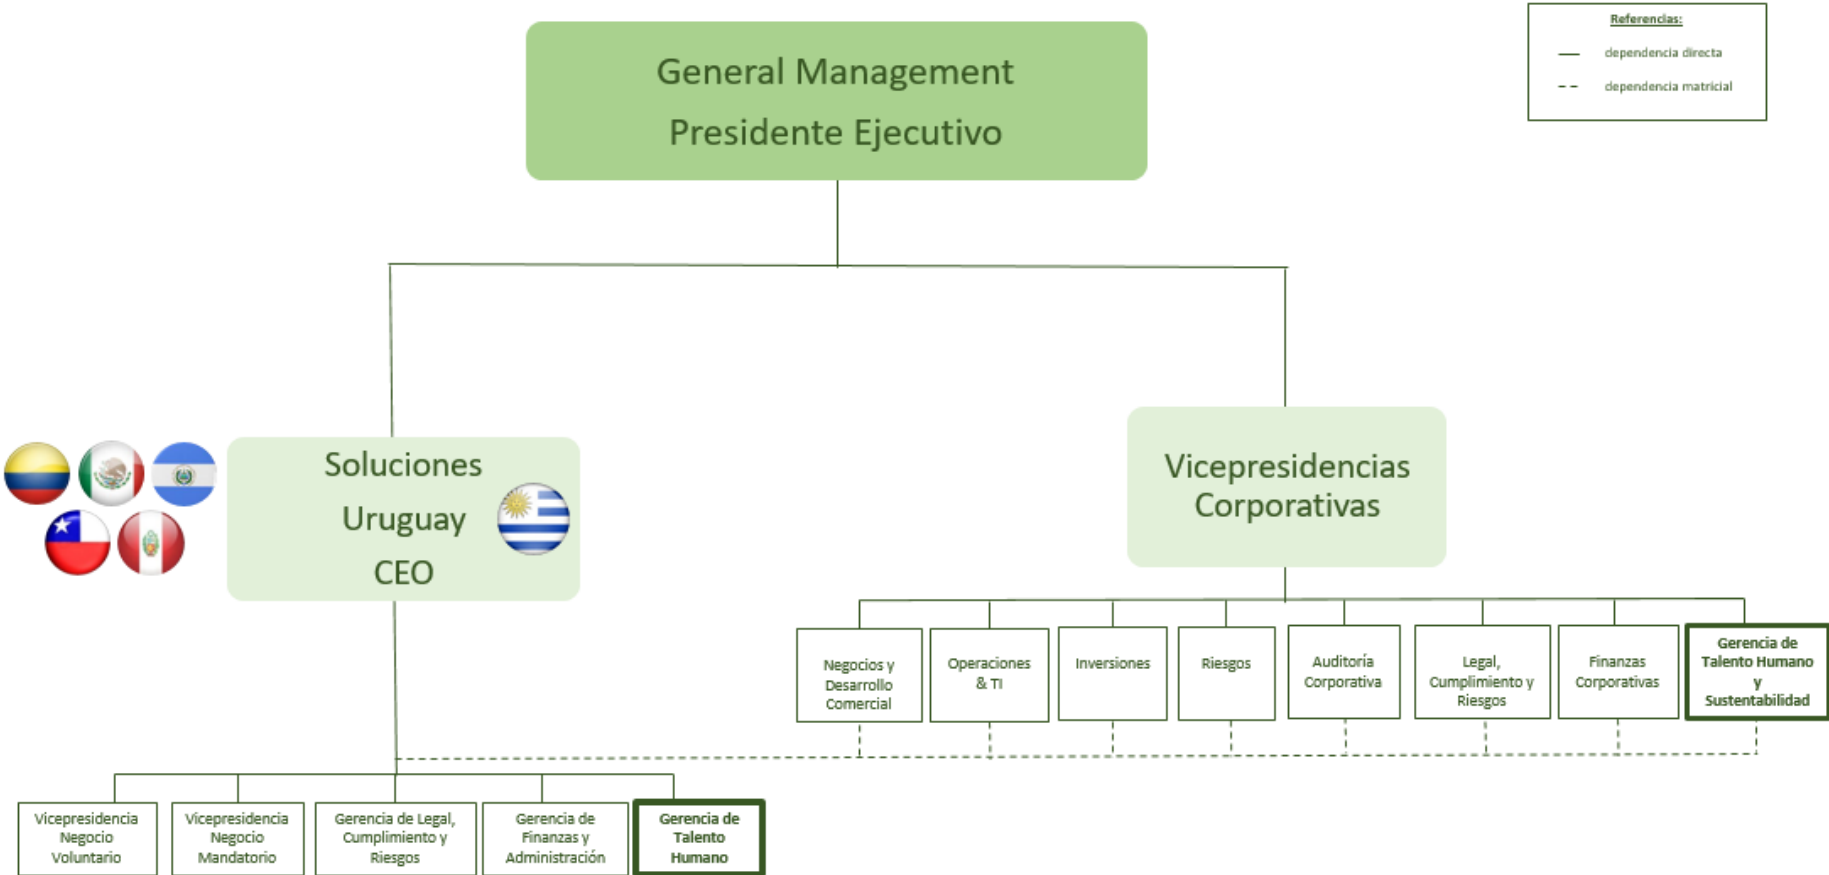 General Management
Presidente Ejecutivo
Referencias:
dependencia directa
dependencia matricial
Soluciones
Uruguay
CEO
Vicepresidencias
Corporativas
Negocios y
Desarrollo
Comercial
Operaciones
& TI
Inversiones
Riesgos
Auditoría
Corporativa
Legal,
Cumplimiento y
Riesgos
Finanzas
Corporativas
Gerencia de
Talento Humano
y
Sustentabilidad
Vicepresidencia
Negocio
Voluntario
Vicepresidencia
Negocio
Mandatorio
Gerencia de Legal,
Cumplimiento y
Riesgos
Gerencia de
Finanzas y
Administración
Gerencia de
Talento
Humano